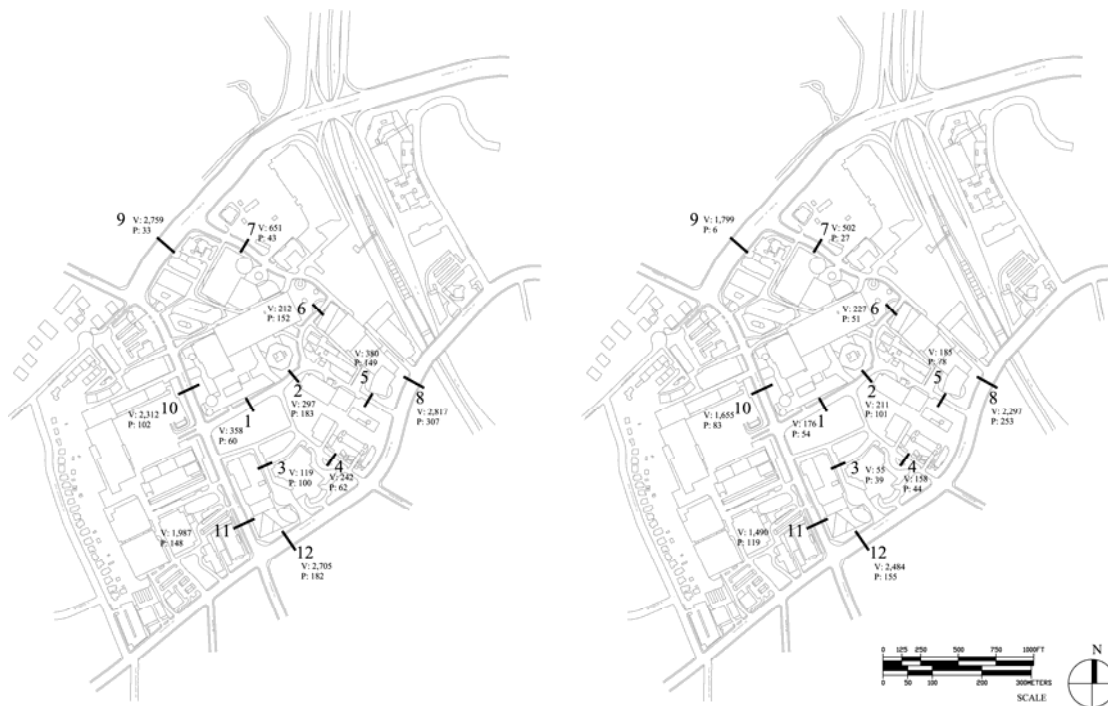 9
V: 2,759
P: 33
7
V: 651
P: 43
6
V: 212
P: 152
V: 380
P: 149
5
2
V: 297
P: 183
8
V: 2,817
P: 307
10
V: 2,312
P: 102
1
V: 358
P: 60
3
V: 119
P: 100
4
V: 242
P: 62
11
V: 1,987
P: 148
12
V: 2,705
P: 182
9
V: 1,799
P: 6
7
V: 502
P: 27
6
V: 227
P: 51
V: 185
P: 78
5
2
V: 211
P: 101
8
V: 2,297
P: 253
10
V: 1,655
P: 83
1
V: 176
P: 54
3
V: 55
P: 39
4
V: 158
P: 44
11
V: 1,490
P: 119
12
V: 2,484
P: 155
0 125 250 500 750 1000FT
0 50 100 200 300METERS
SCALE
N